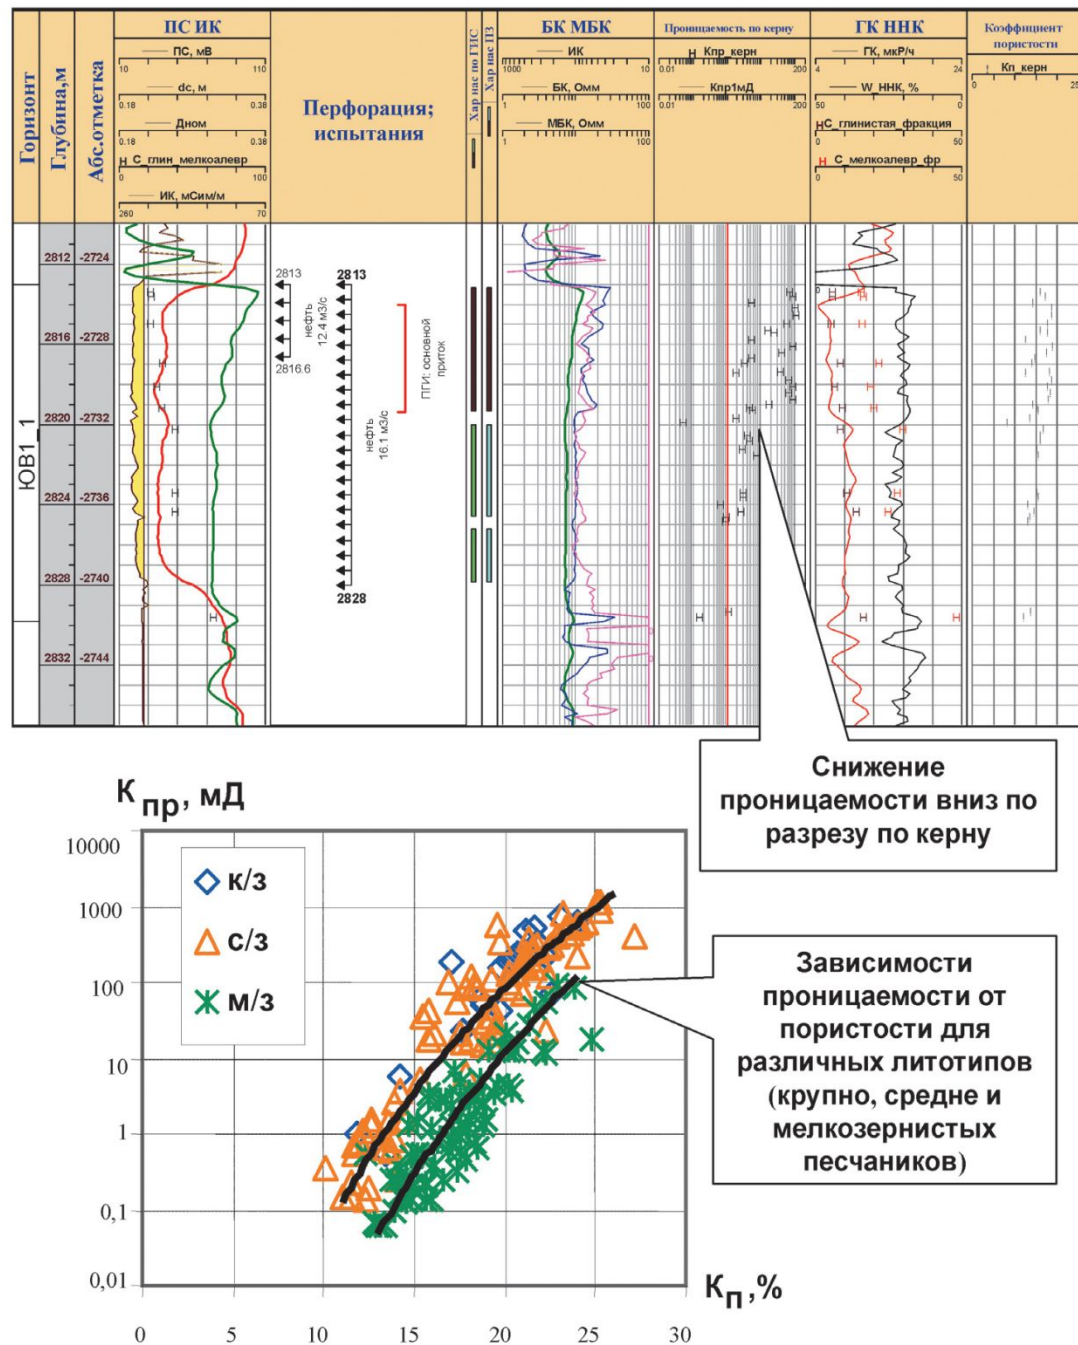 Горизонт
Глубина,м
Абс.отметка
ПС ИК
ПС, мВ
10 110
dc, м
0.18 0.38
Dном
0.18 0.38
С_глин_мелкоалевр
0 100
ИК, мСим/м
260 70
Перфорация;
испытания
Хар нас по ГИС
Хар нас ПЗ
БК МБК
ИК
1000 10
БК, Омм
1 100
МБК, Омм
1 100
Проницаемость по керну
Кпр_керн
0.01 200
Кпр1мД
0.01 200
ГК ННК
ГК, мкР/ч
4 24
W_ННК, %
50 0
С_глинистая_фракция
0 50
С_мелкоалевр_фр
0 50
Коэффициент
пористости
Кп_керн
0 25
ЮВ1_1
2812 -2724
2816 -2728
2820 -2732
2824 -2736
2828 -2740
2832 -2744
2813
нефть
12.4 м3/с
2816.6
2813
нефть
16.1 м3/с
2828
ПГИ: основной
приток
Снижение
проницаемости вниз по
разрезу по керну
К пр, мД
10000
1000
100
10
1
0,1
0,01
к/з
с/з
м/з
0 5 10 15 20 25 30
Кп ,%
Зависимости
проницаемости от
пористости для
различных литотипов
(крупно, средне и
мелкозернистых
песчаников)